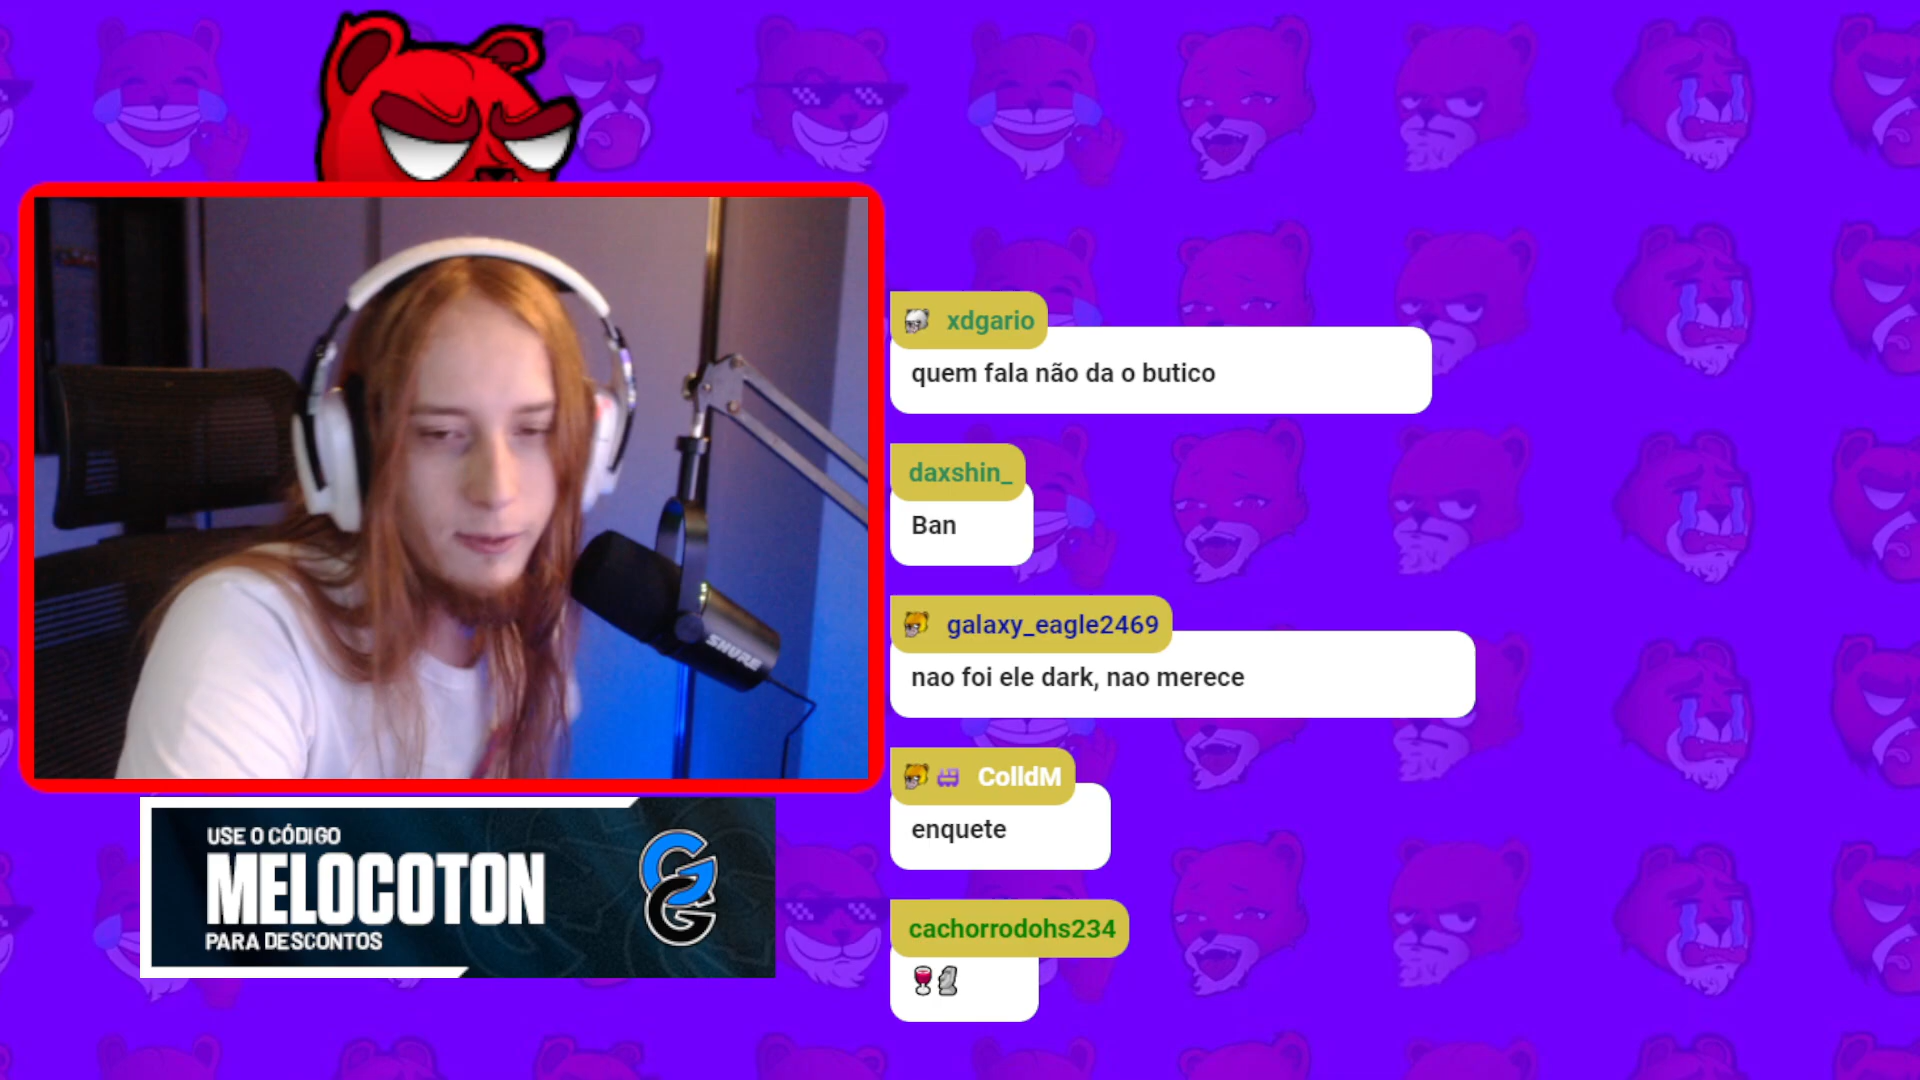 xdgario
quem fala não da o butico
daxshin_
Ban
galaxy_eagle2469
nao foi ele dark, nao merece
ColldM
enquete
cachorrodohs234
🍷🗿
SHURE
USE O CÓDIGO
MELOCOTON
PARA DESCONTOS
GG